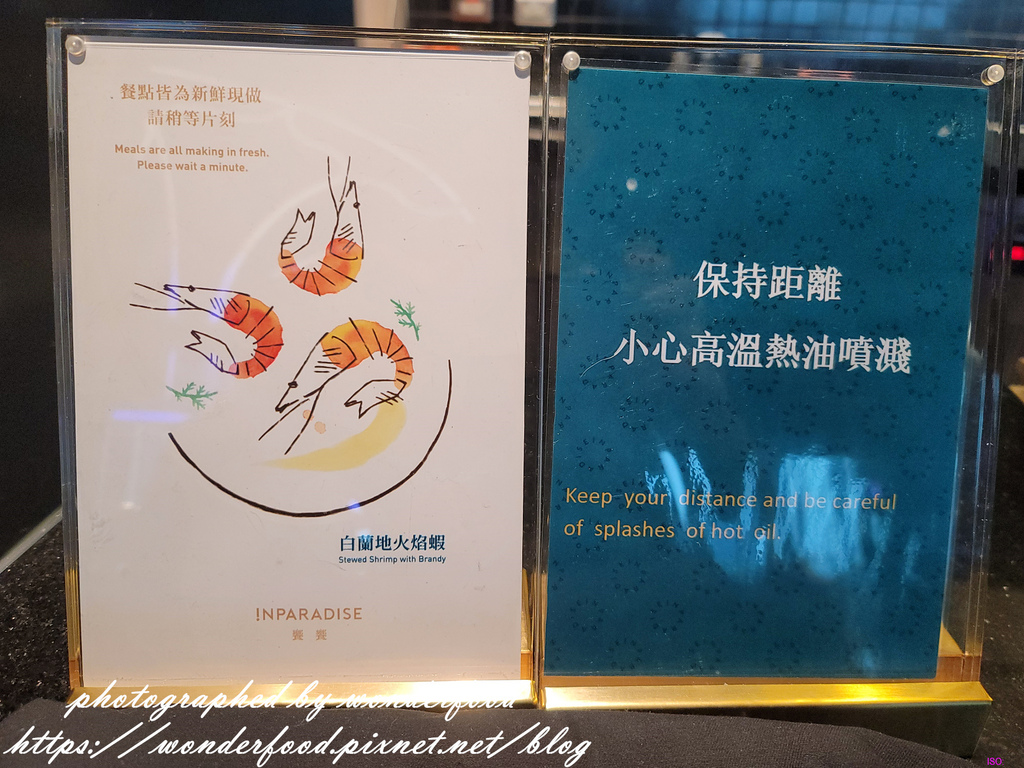 餐點皆為新鮮現做
請稍等片刻
Meals are all making in fresh.
Please wait a minute.
白蘭地火焰蝦
Stewed Shrimp with Brandy
INPARADISE
饗 饗
保持距離
小心高溫熱油噴濺
Keep your distance and be careful
of splashes of hot oil.
photographed by wonderfood
https://wonderfood.pixnet.net/blog
ISO